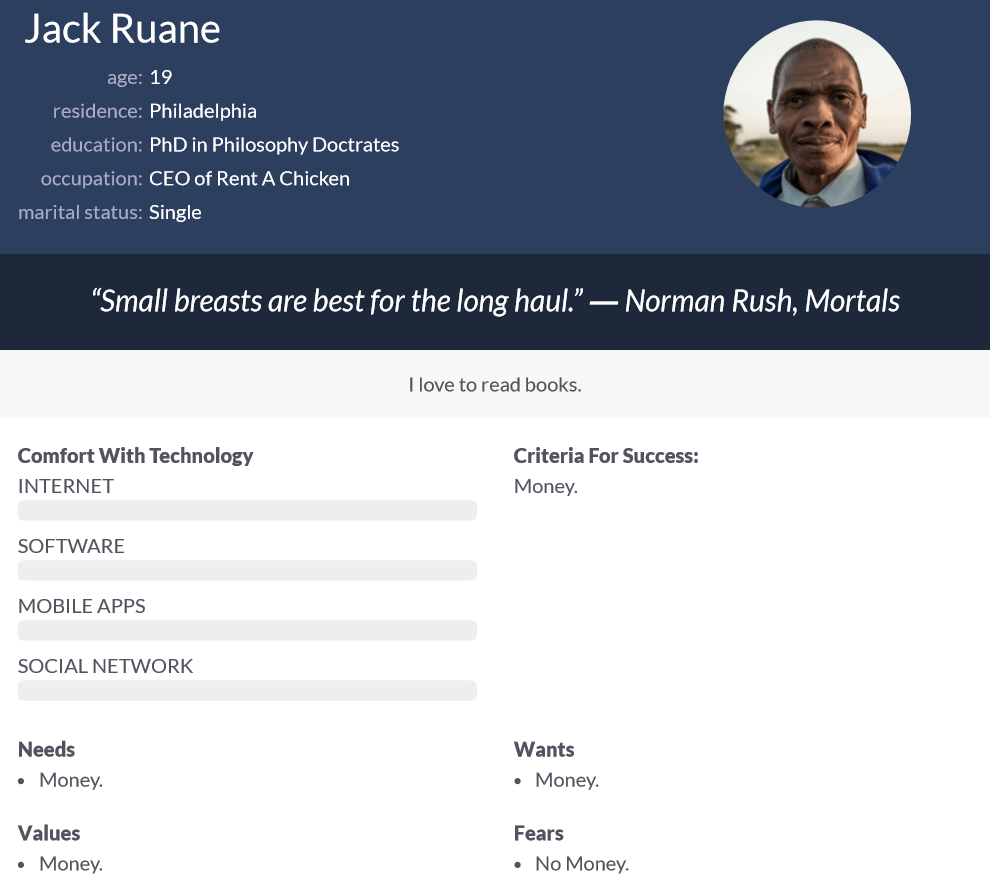 Jack Ruane
age: 19
residence: Philadelphia
education: PhD in Philosophy Doctrates
occupation: CEO of Rent A Chicken
marital status: Single
“Small breasts are best for the long haul.” — Norman Rush, Mortals
I love to read books.
Comfort With Technology
INTERNET
SOFTWARE
MOBILE APPS
SOCIAL NETWORK
Criteria For Success:
Money.
Needs
• Money.
Wants
• Money.
Values
• Money.
Fears
• No Money.